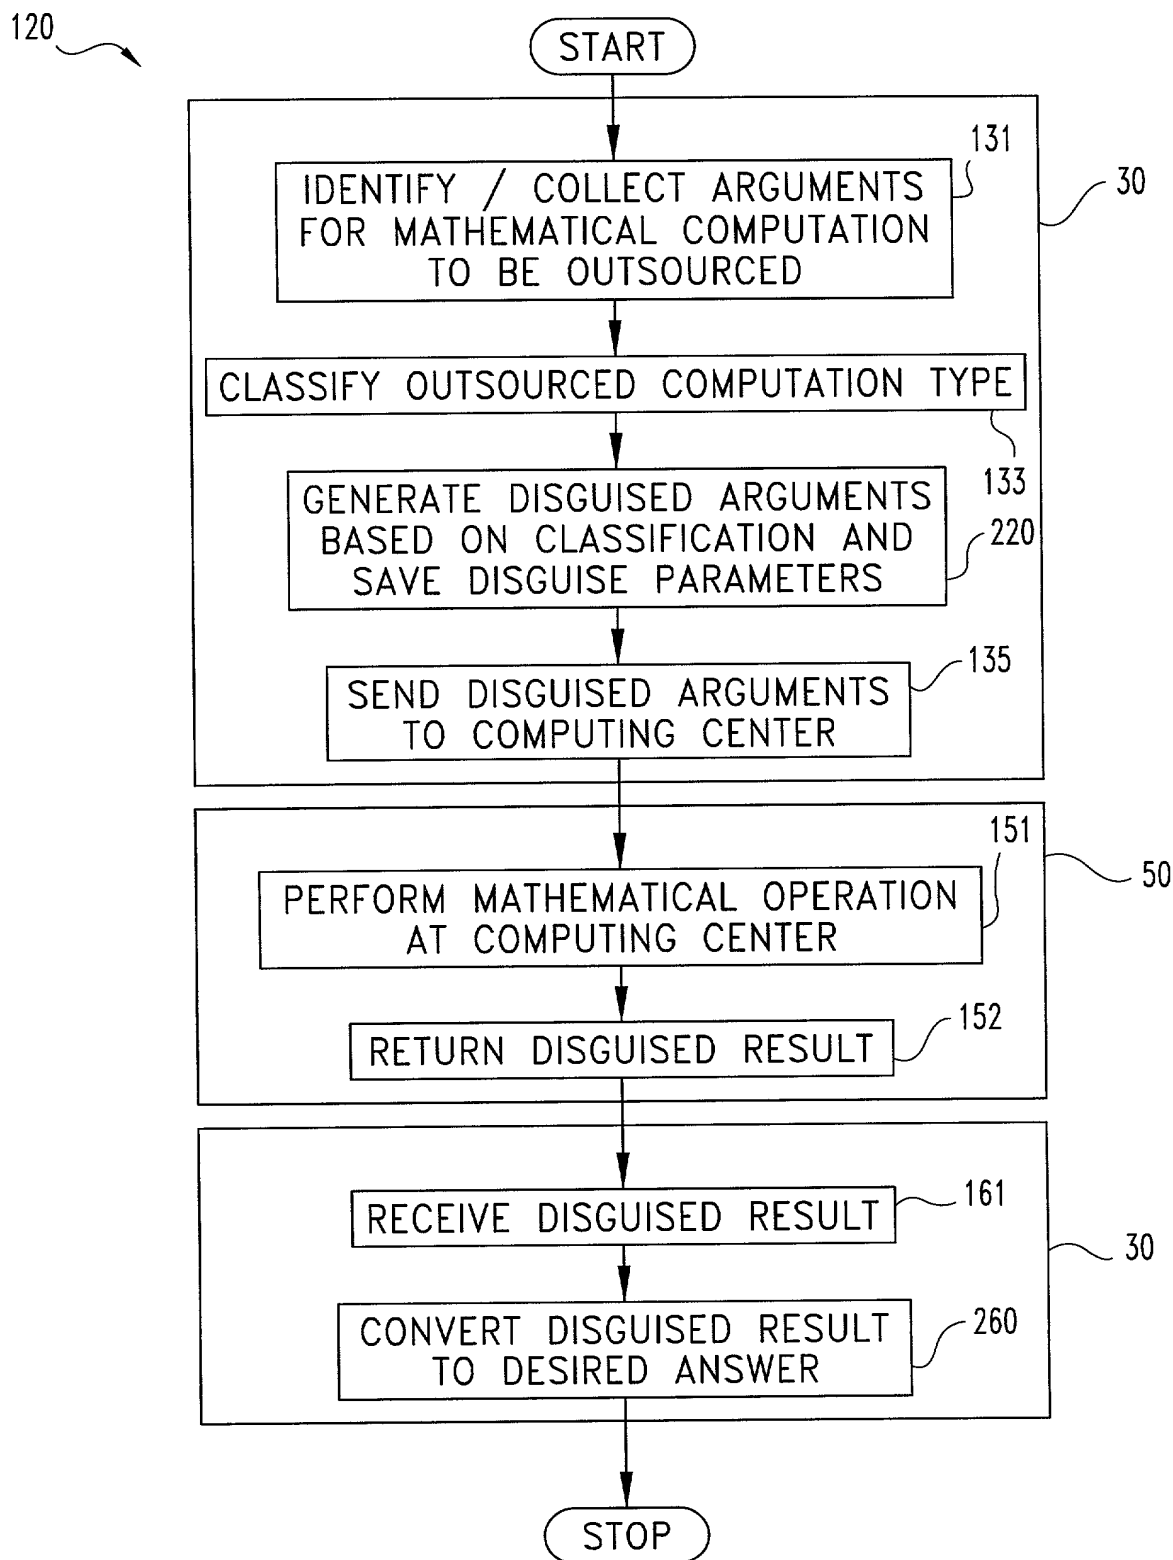 120
START
131
IDENTIFY / COLLECT ARGUMENTS
FOR MATHEMATICAL COMPUTATION
TO BE OUTSOURCED
30
CLASSIFY OUTSOURCED COMPUTATION TYPE
133
GENERATE DISGUISED ARGUMENTS
BASED ON CLASSIFICATION AND
SAVE DISGUISE PARAMETERS
220
135
SEND DISGUISED ARGUMENTS
TO COMPUTING CENTER
151
PERFORM MATHEMATICAL OPERATION
AT COMPUTING CENTER
50
152
RETURN DISGUISED RESULT
161
RECEIVE DISGUISED RESULT
30
CONVERT DISGUISED RESULT
TO DESIRED ANSWER
260
STOP